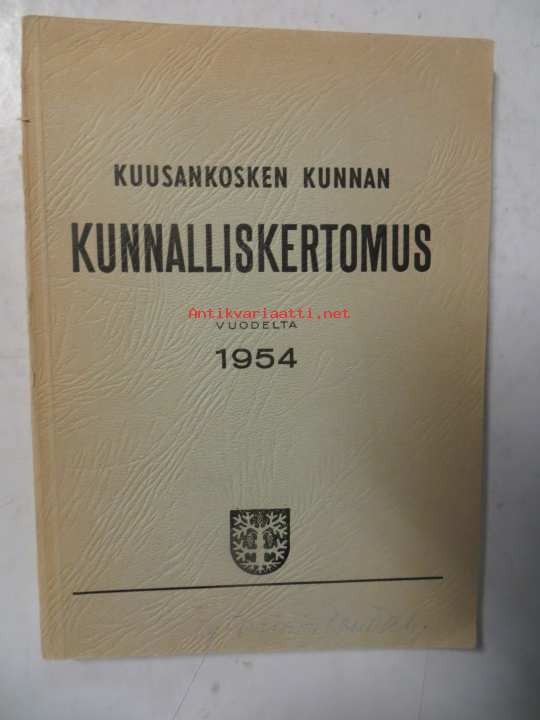 KUUSANKOSKEN KUNNAN
KUNNALLISKERTOMUS
Antikvariaatti.net
VUODELTA
1954